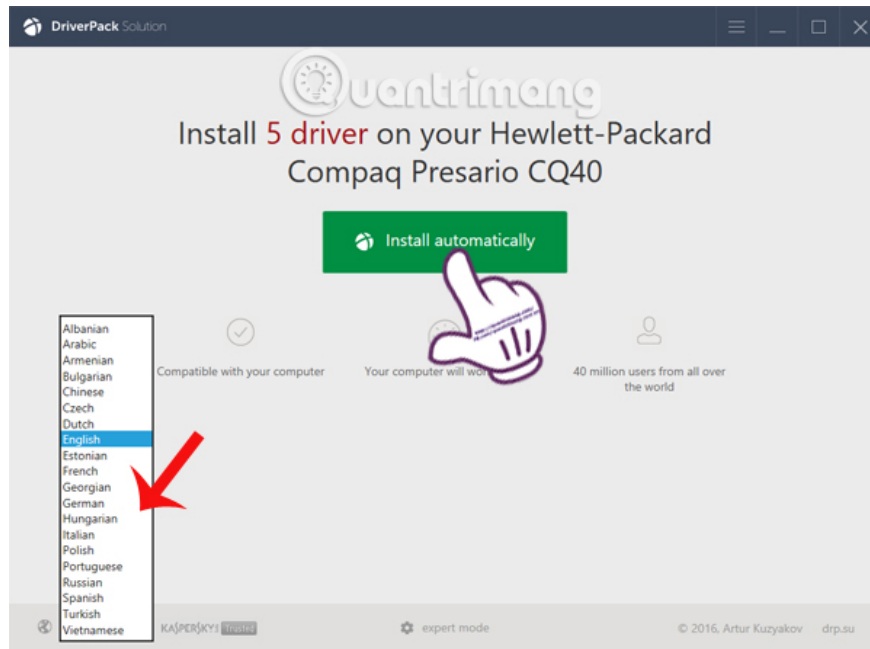 DriverPack Solution
Quantrimang
Install 5 driver on your Hewlett-Packard
Compaq Presario CQ40
Install automatically
Compatible with your computer
Your computer will
40 million users from all over
the world
Albanian
Arabic
Armenian
Bulgarian
Chinese
Czech
Dutch
English
Estonian
French
Georgian
German
Hungarian
Italian
Polish
Portuguese
Russian
Spanish
Turkish
Vietnamese
KASPERSKY Trusted
expert mode
© 2016, Artur Kuzyakov drp.su